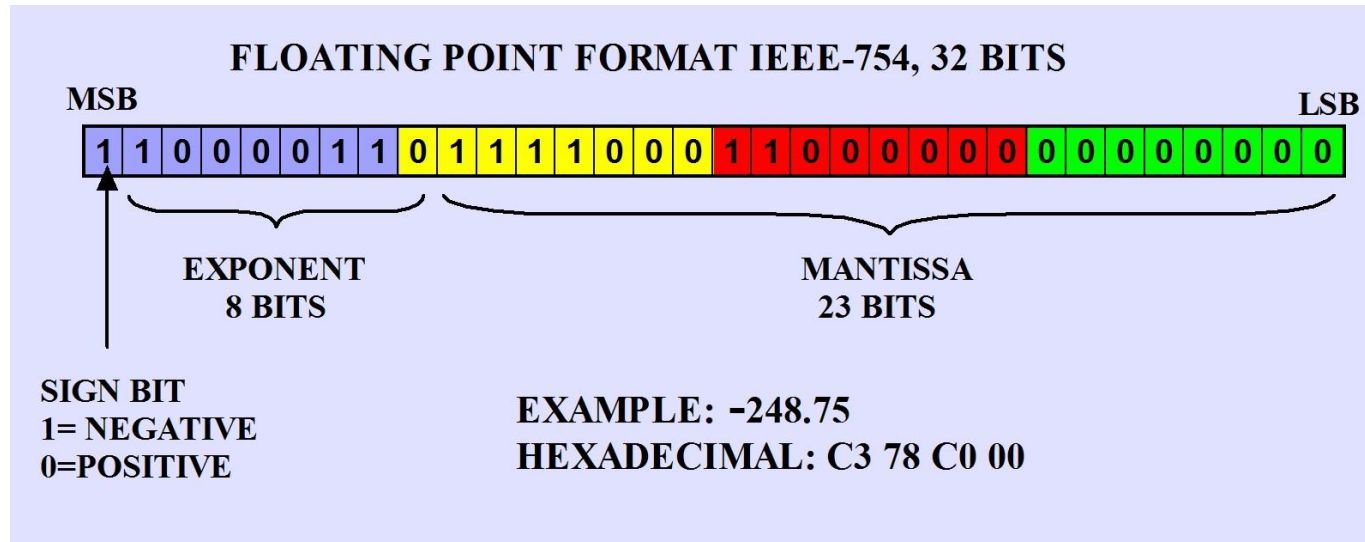 FLOATING POINT FORMAT IEEE-754, 32 BITS
MSB
LSB
1 1 0 0 0 0 1 1 0 1 1 1 1 0 0 0 1 1 0 0 0 0 0 0 0 0 0 0 0 0 0 0
EXPONENT
8 BITS
MANTISSA
23 BITS
SIGN BIT
1= NEGATIVE
0=POSITIVE
EXAMPLE: -248.75
HEXADECIMAL: C3 78 C0 00